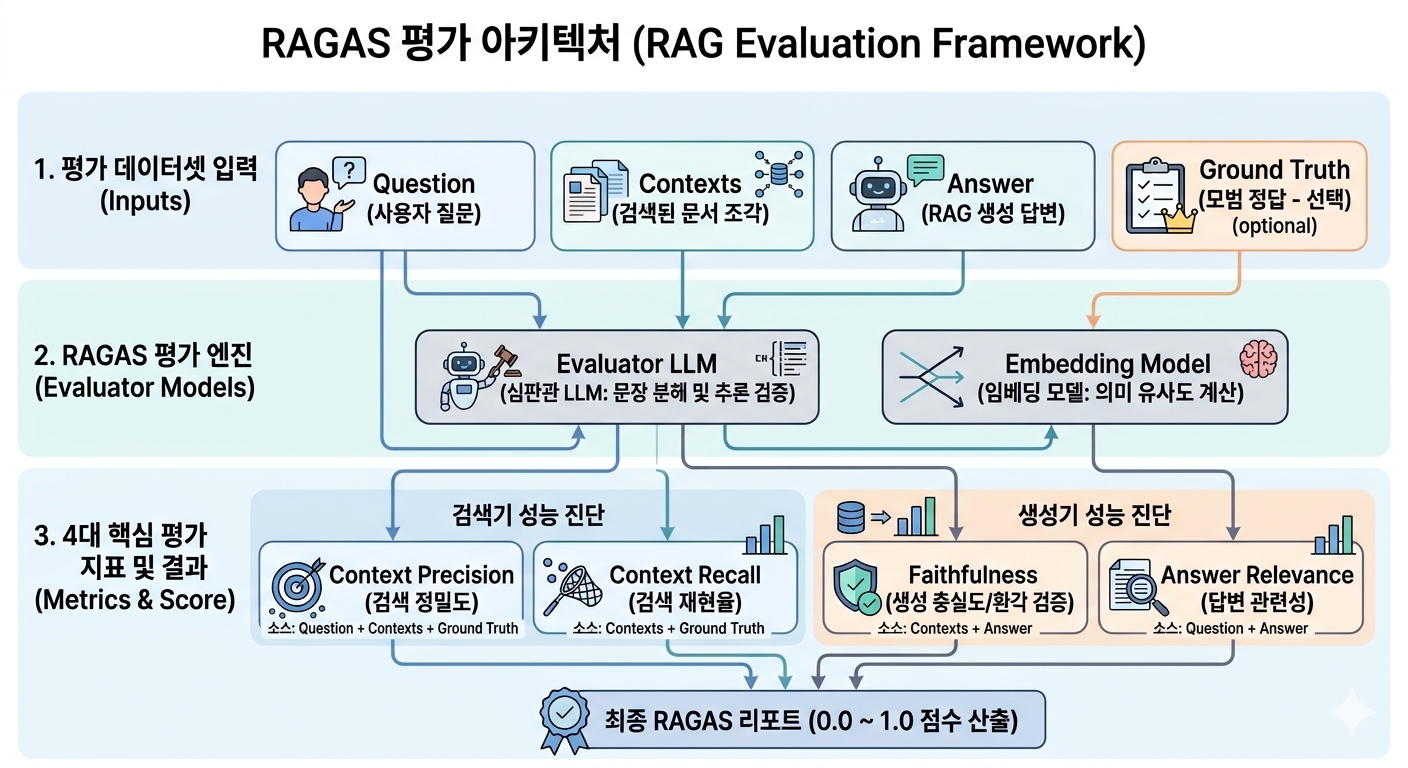 RAGAS 평가 아키텍처 (RAG Evaluation Framework)
1. 평가 데이터셋 입력
(Inputs)
?
Question
(사용자 질문)
Contexts
(검색된 문서 조각)
Answer
(RAG 생성 답변)
Ground Truth
(모범 정답 - 선택)
(optional)
2. RAGAS 평가 엔진
(Evaluator Models)
Evaluator LLM
(심판관 LLM: 문장 분해 및 추론 검증)
Embedding Model
(임베딩 모델: 의미 유사도 계산)
3. 4대 핵심 평가
지표 및 결과
(Metrics & Score)
검색기 성능 진단
Context Precision
(검색 정밀도)
소스: Question + Contexts + Ground Truth
Context Recall
(검색 재현율)
소스: Contexts + Ground Truth
생성기 성능 진단
Faithfulness
(생성 충실도/환각 검증)
소스: Contexts + Answer
Answer Relevance
(답변 관련성)
소스: Question + Answer
최종 RAGAS 리포트 (0.0 ~ 1.0 점수 산출)